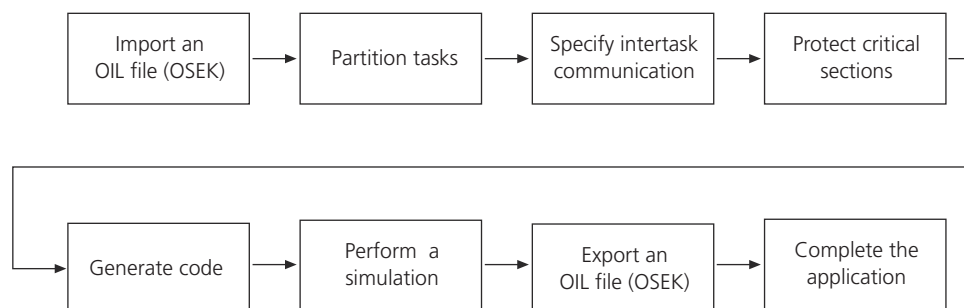 Import an
OIL file (OSEK)
Partition tasks
Specify intertask
communication
Protect critical
sections
Generate code
Perform a
simulation
Export an
OIL file (OSEK)
Complete the
application